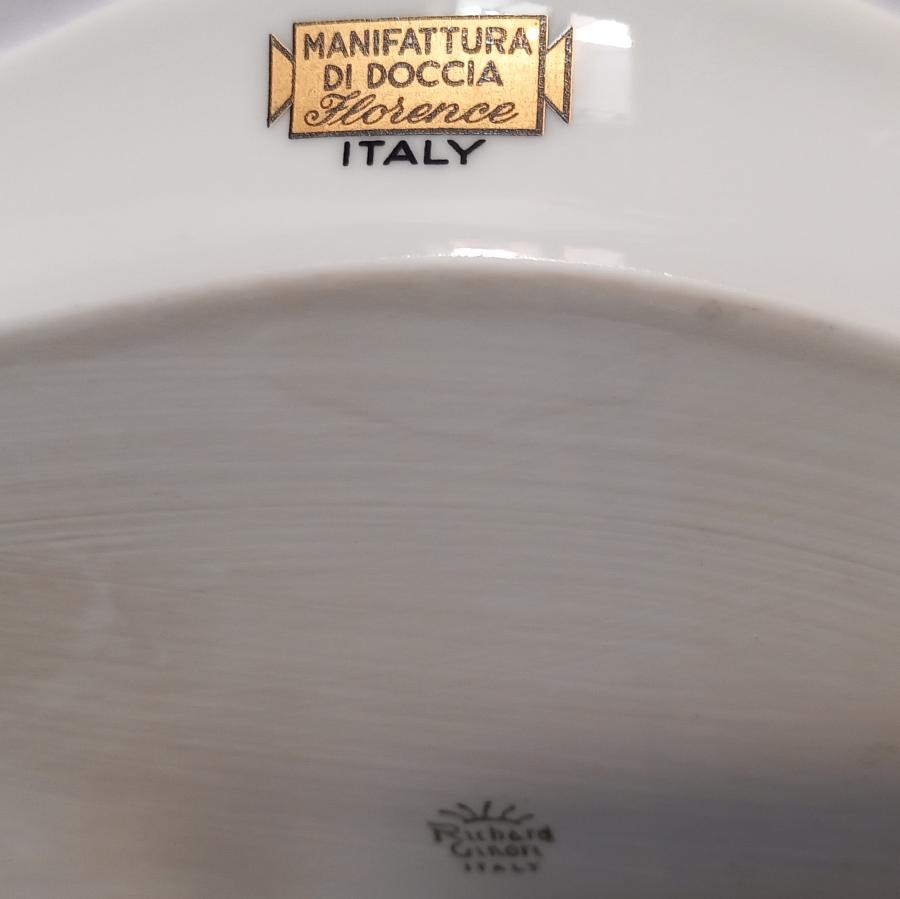 MANIFATTURA
DI DOCCIA
Florence
ITALY
Richard
Ginori
ITALY